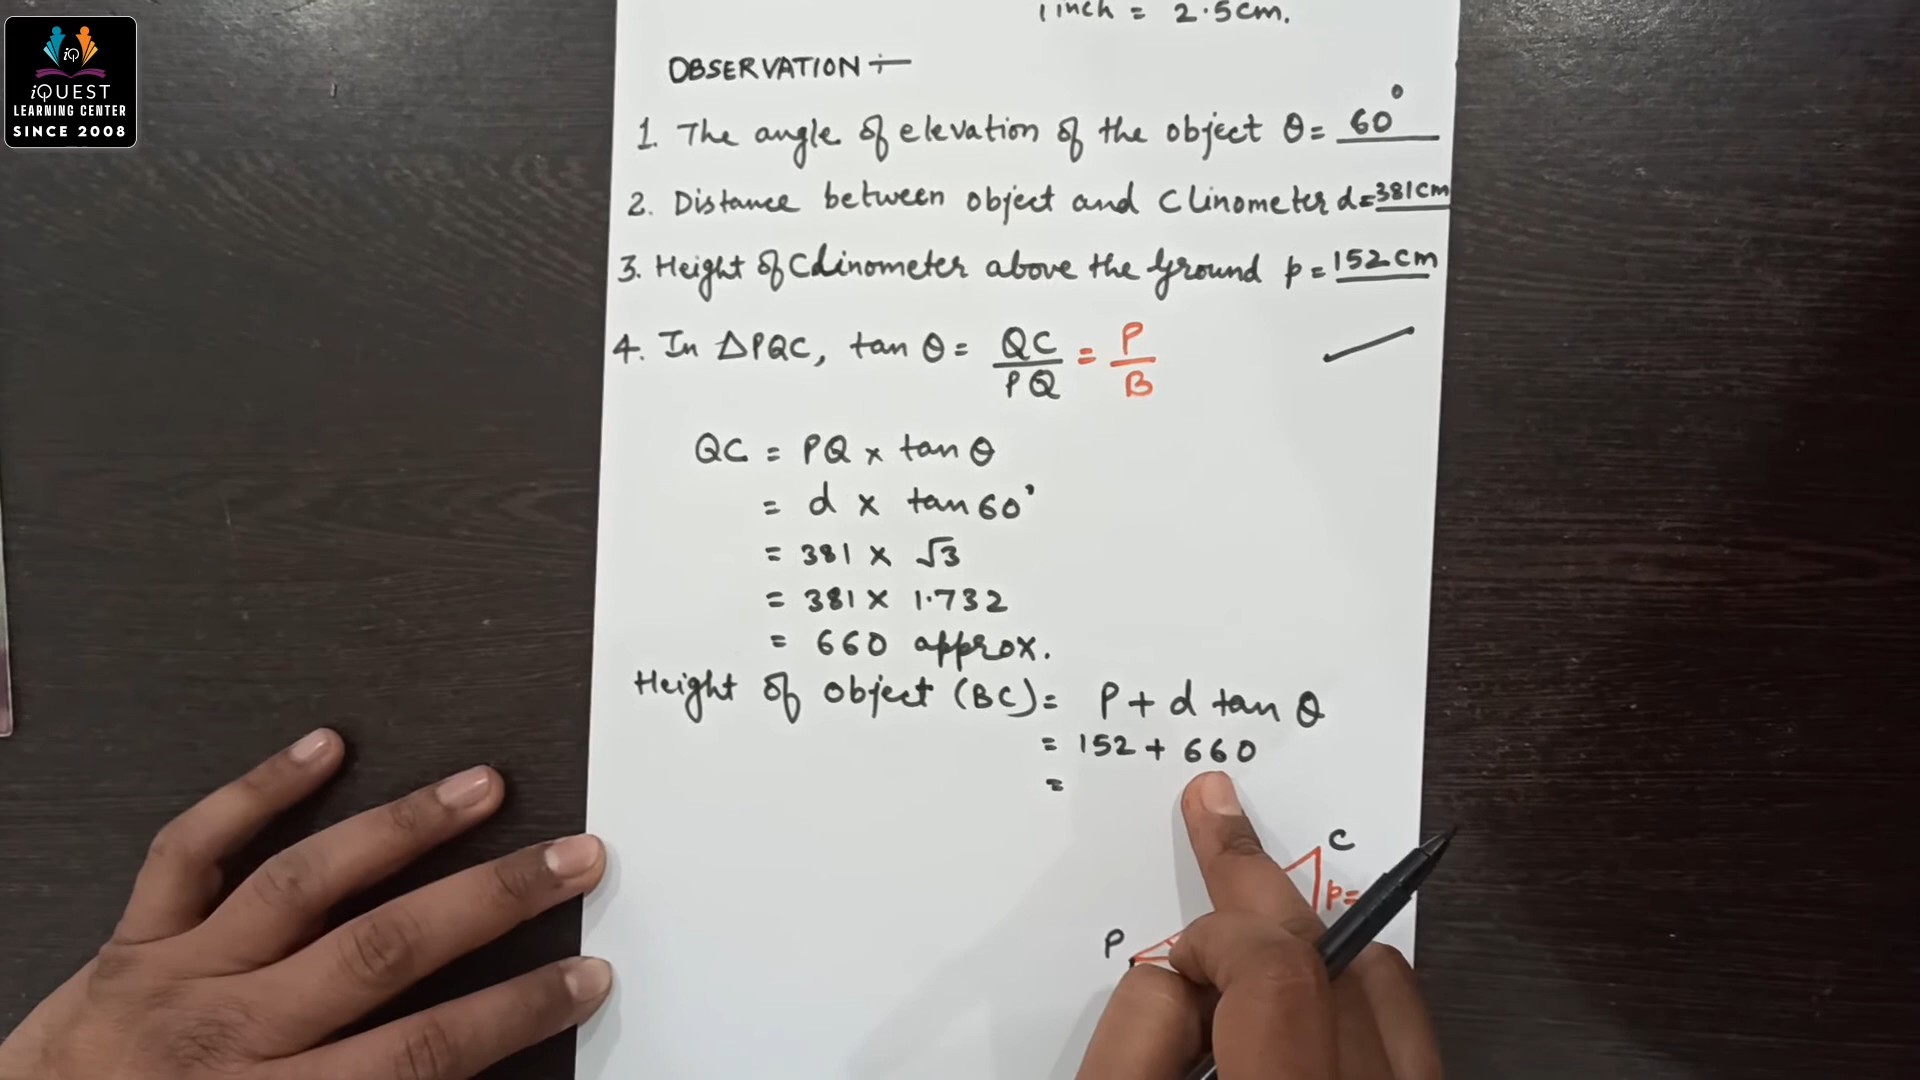 iQ
iQUEST
LEARNING CENTER
SINCE 2008
1 inch = 2.5cm.
OBSERVATION :-
1. The angle of elevation of the object θ = 60°
2. Distance between object and Clinometer d = 381cm
3. Height of Clinometer above the Ground p = 152cm
4. In ΔPQC, tan θ = QC/PQ = P/B
QC = PQ × tan θ
= d × tan 60°
= 381 × √3
= 381 × 1.732
= 660 approx.
Height of object (BC) = P + d tan θ
= 152 + 660
=
C
p=
P